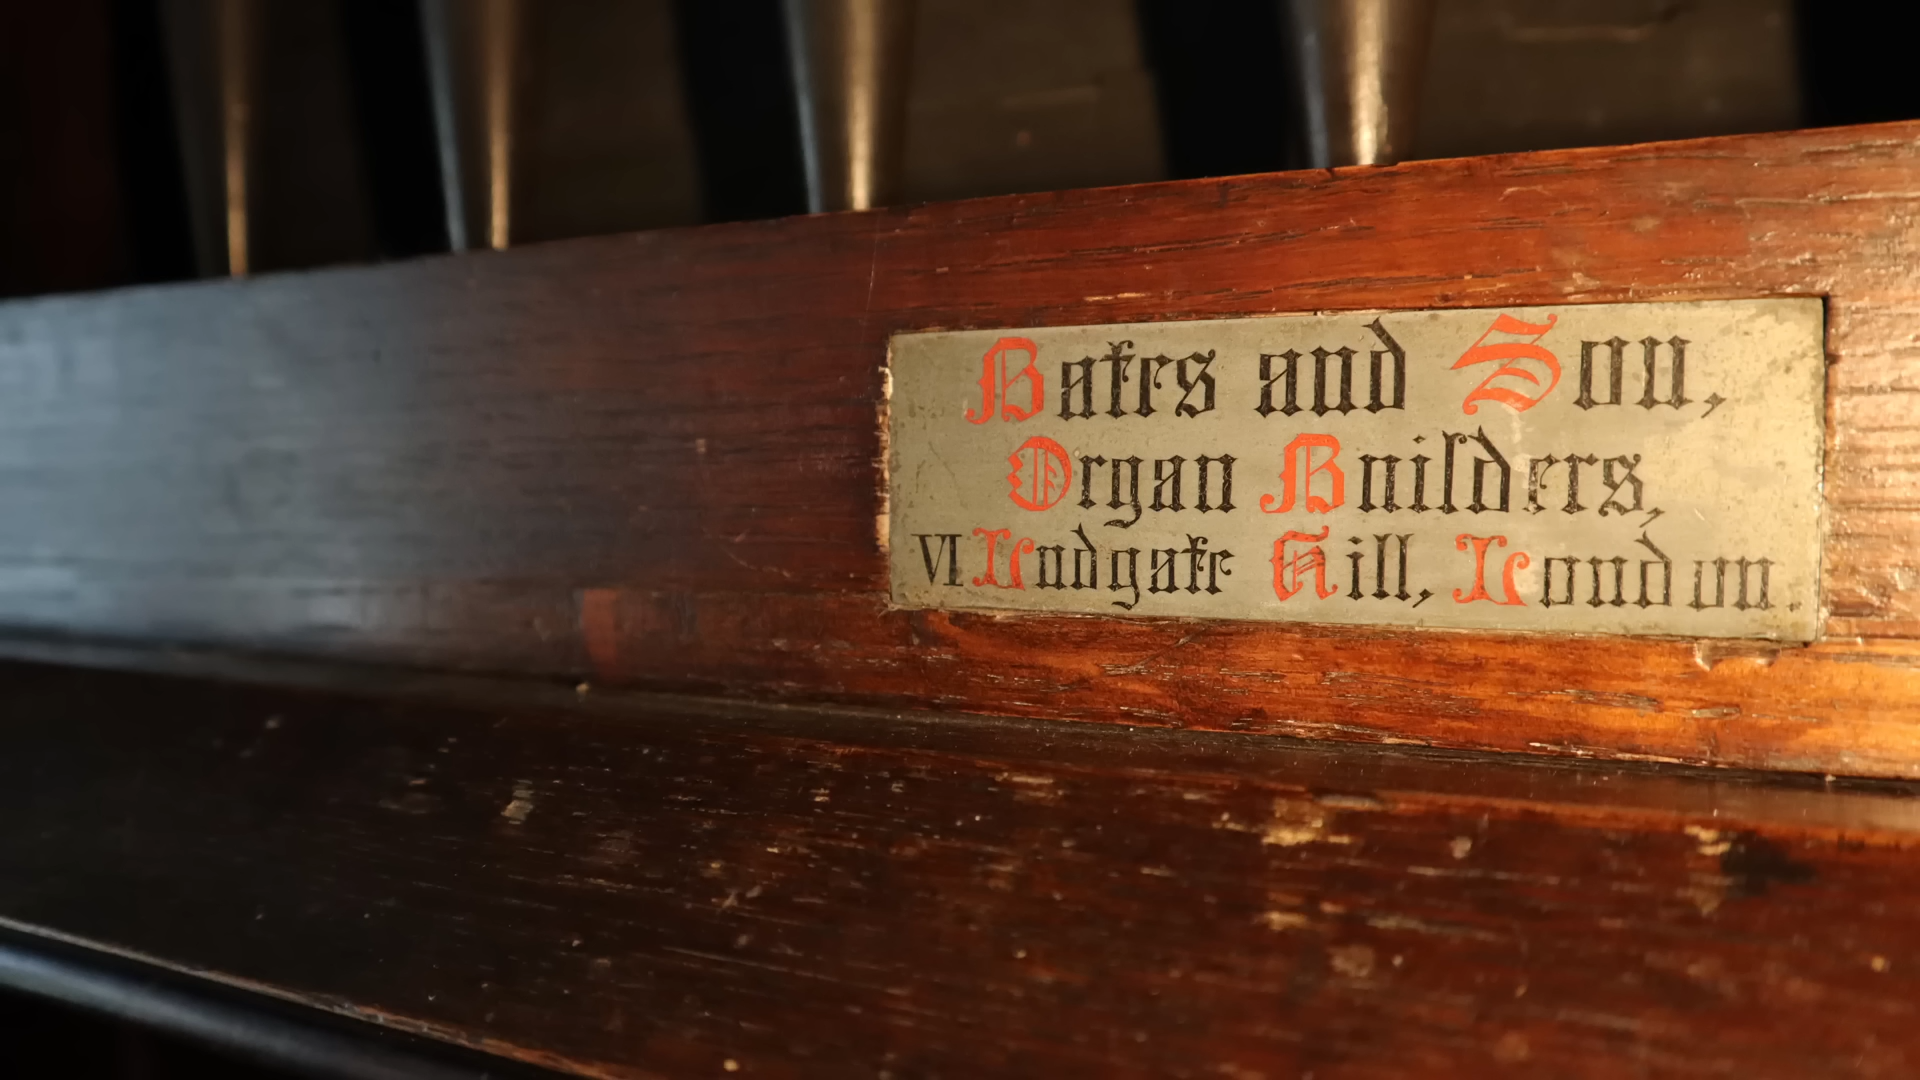 Bates and Son,
Organ Builders,
VI Ludgate Hill, London.